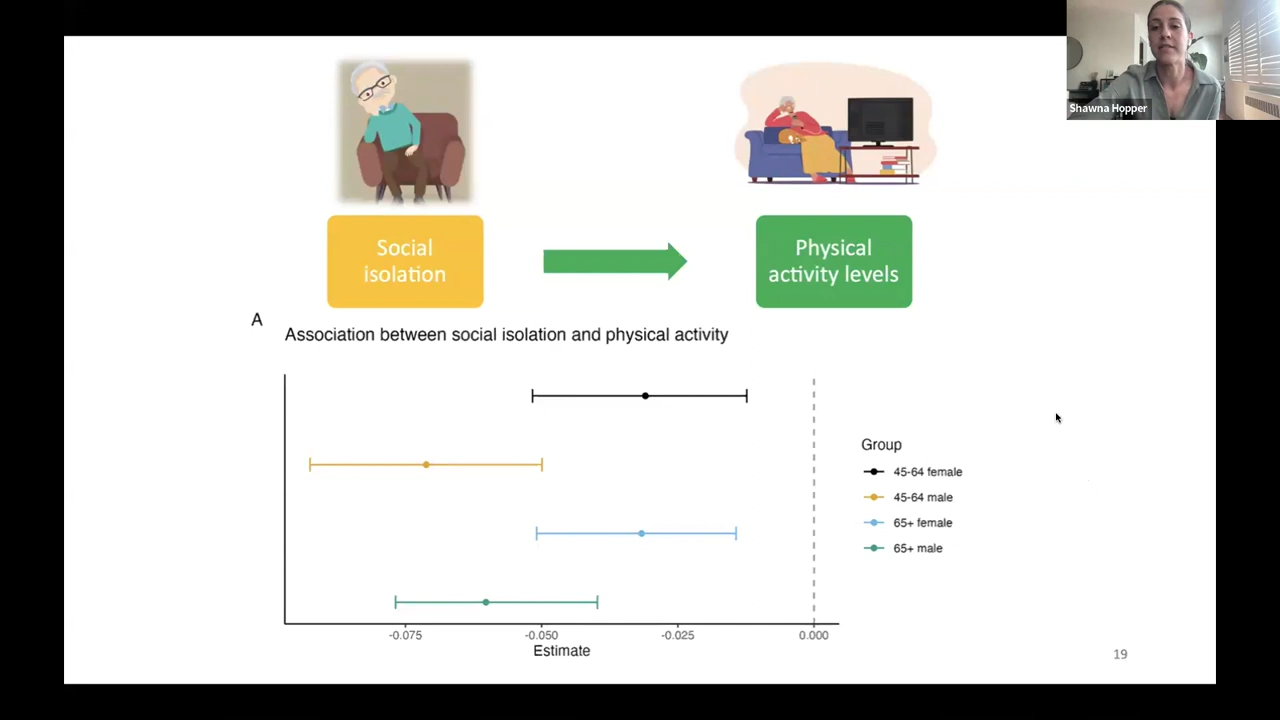 Shawna Hopper
Social
isolation
Physical
activity levels
A
Association between social isolation and physical activity
Group
45-64 female
45-64 male
65+ female
65+ male
-0.075
-0.050
-0.025
0.000
Estimate
19